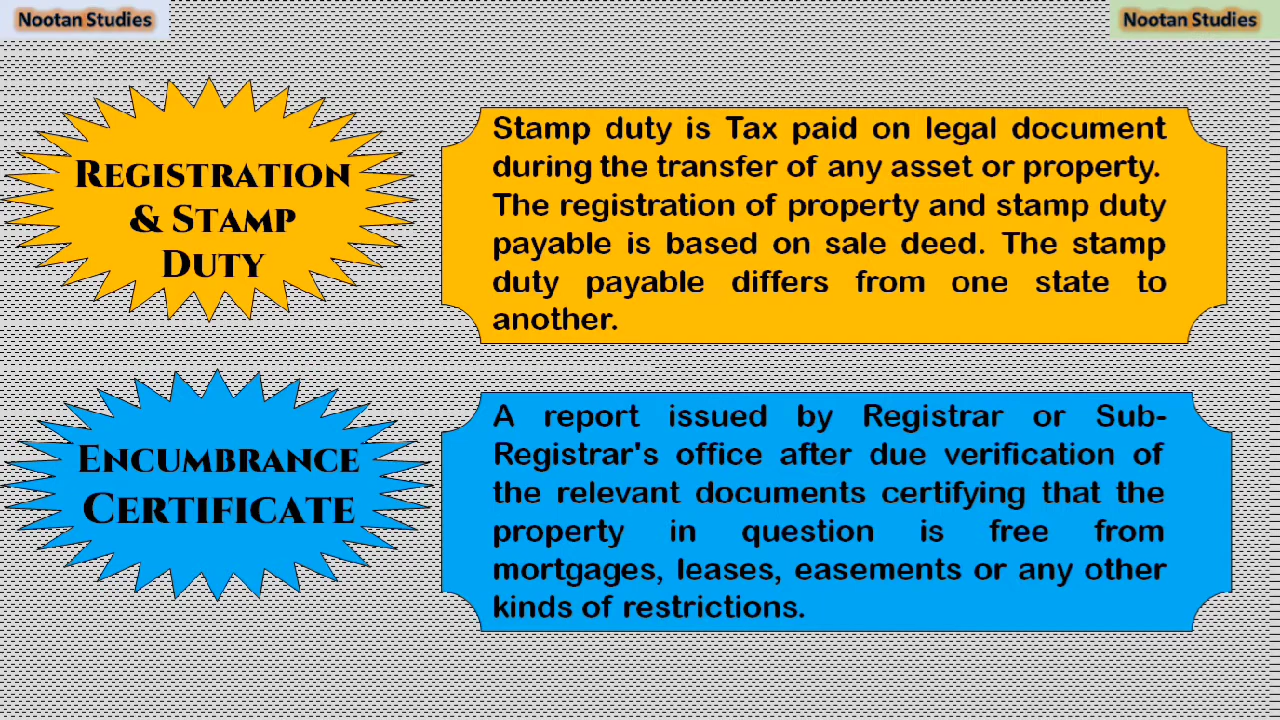 Nootan Studies
Nootan Studies
REGISTRATION
& STAMP
DUTY
Stamp duty is Tax paid on legal document
during the transfer of any asset or property.
The registration of property and stamp duty
payable is based on sale deed. The stamp
duty payable differs from one state to
another.
ENCUMBRANCE
CERTIFICATE
A report issued by Registrar or Sub-
Registrar's office after due verification of
the relevant documents certifying that the
property in question is free from
mortgages, leases, easements or any other
kinds of restrictions.